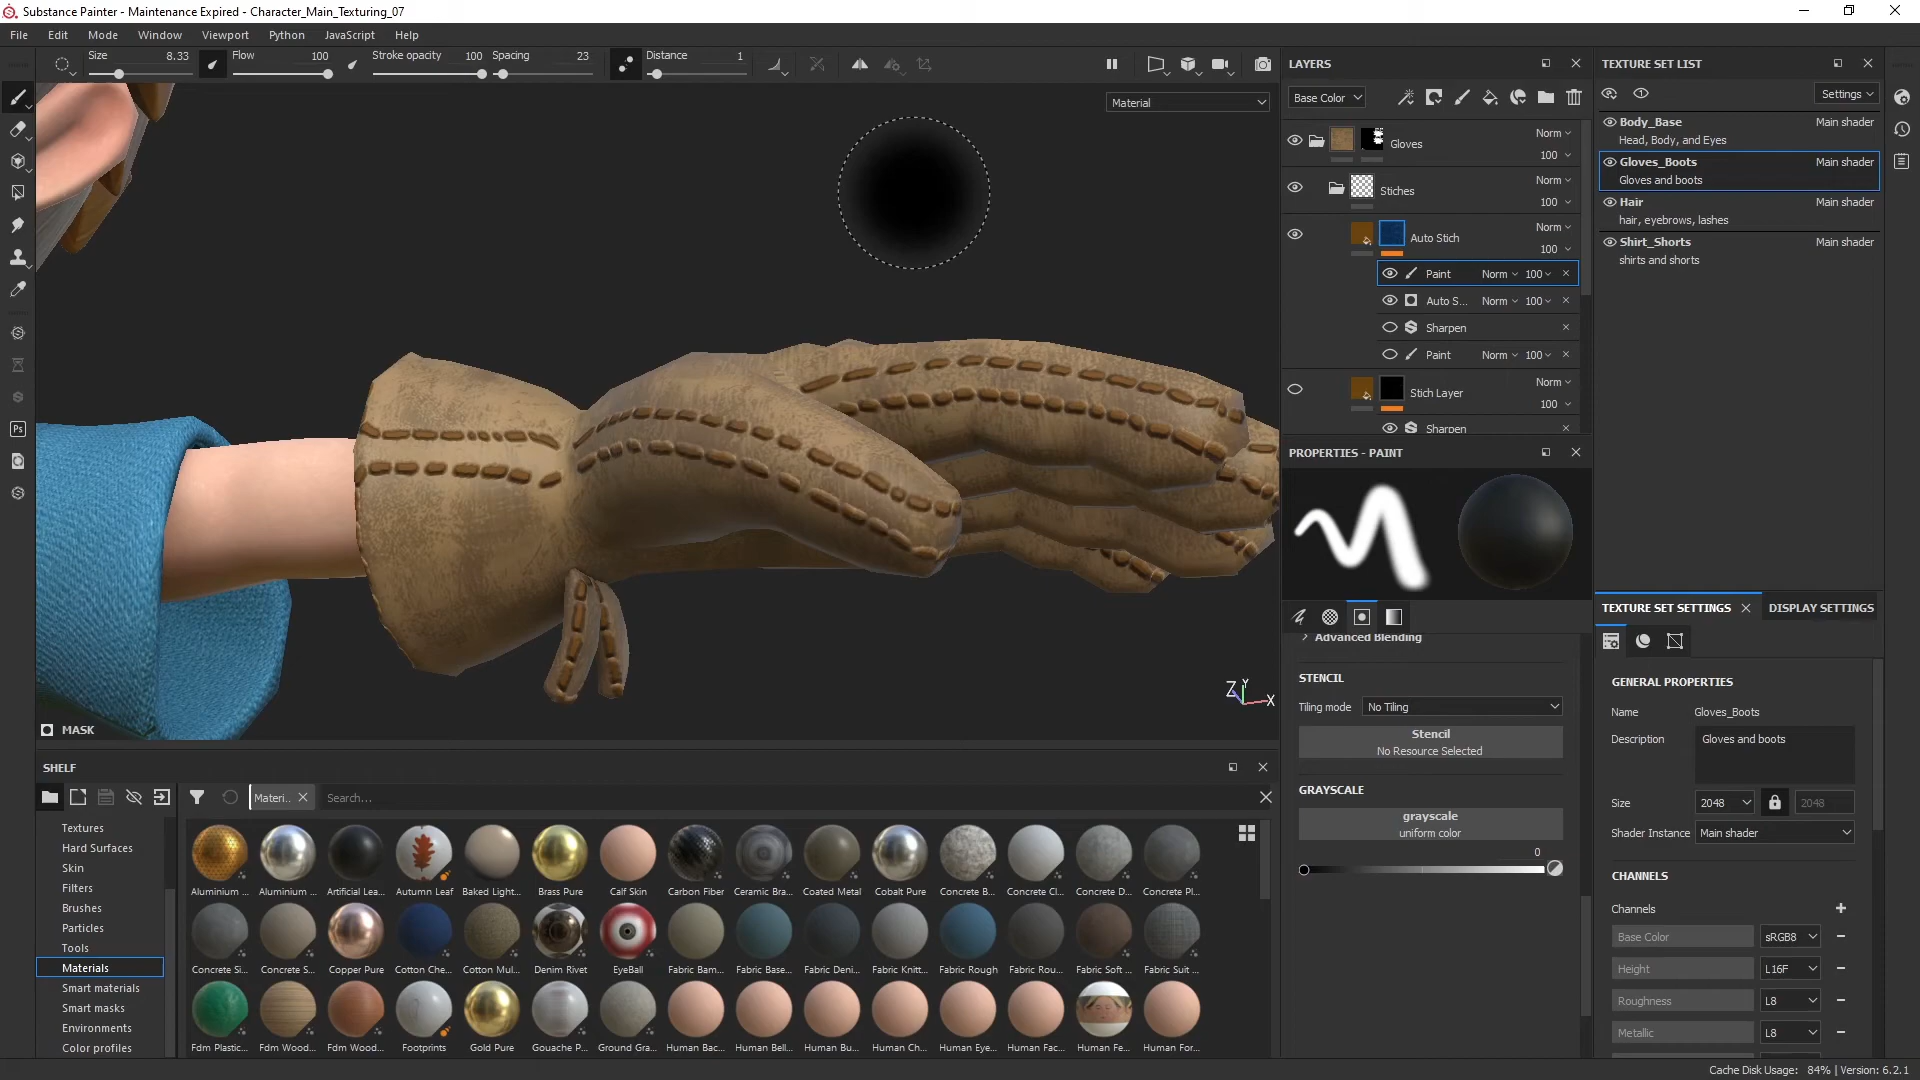 Substance Painter - Maintenance Expired - Character_Main_Texturing_07
File Edit Mode Window Viewport Python JavaScript Help
Size 8.33 Flow 100 Stroke opacity 100 Spacing 23 Distance 1
Material
Z Y X
MASK
SHELF
Materi.. Search...
Textures
Hard Surfaces
Skin
Filters
Brushes
Particles
Tools
Materials
Smart materials
Smart masks
Environments
Color profiles
Aluminium ... Aluminium ... Artificial Lea... Autumn Leaf Baked Light... Brass Pure Calf Skin Carbon Fiber Ceramic Bra... Coated Metal Cobalt Pure Concrete B... Concrete Cl... Concrete D... Concrete Pl...
Concrete Si... Concrete S... Copper Pure Cotton Che... Cotton Mul... Denim Rivet EyeBall Fabric Bam... Fabric Base... Fabric Deni... Fabric Knitt... Fabric Rough Fabric Rou... Fabric Soft ... Fabric Suit ...
Fdm Plastic... Fdm Wood... Fdm Wood... Footprints Gold Pure Gouache P... Ground Gra... Human Bac... Human Bell... Human Bu... Human Ch... Human Eye... Human Fac... Human Fe... Human For...
LAYERS
Base Color
Gloves Norm 100
Stiches Norm 100
Auto Stich Norm 100
Paint Norm 100
Auto S... Norm 100
Sharpen
Paint Norm 100
Stich Layer Norm 100
Sharpen
PROPERTIES - PAINT
Advanced Blending
STENCIL
Tiling mode No Tiling
Stencil
No Resource Selected
GRAYSCALE
grayscale
uniform color
0
TEXTURE SET LIST
Settings
Body_Base Main shader
Head, Body, and Eyes
Gloves_Boots Main shader
Gloves and boots
Hair Main shader
hair, eyebrows, lashes
Shirt_Shorts Main shader
shirts and shorts
TEXTURE SET SETTINGS DISPLAY SETTINGS
GENERAL PROPERTIES
Name Gloves_Boots
Description Gloves and boots
Size 2048 2048
Shader Instance Main shader
CHANNELS
Channels
Base Color sRGB8
Height L16F
Roughness L8
Metallic L8
Cache Disk Usage: 84% | Version: 6.2.1
Ps